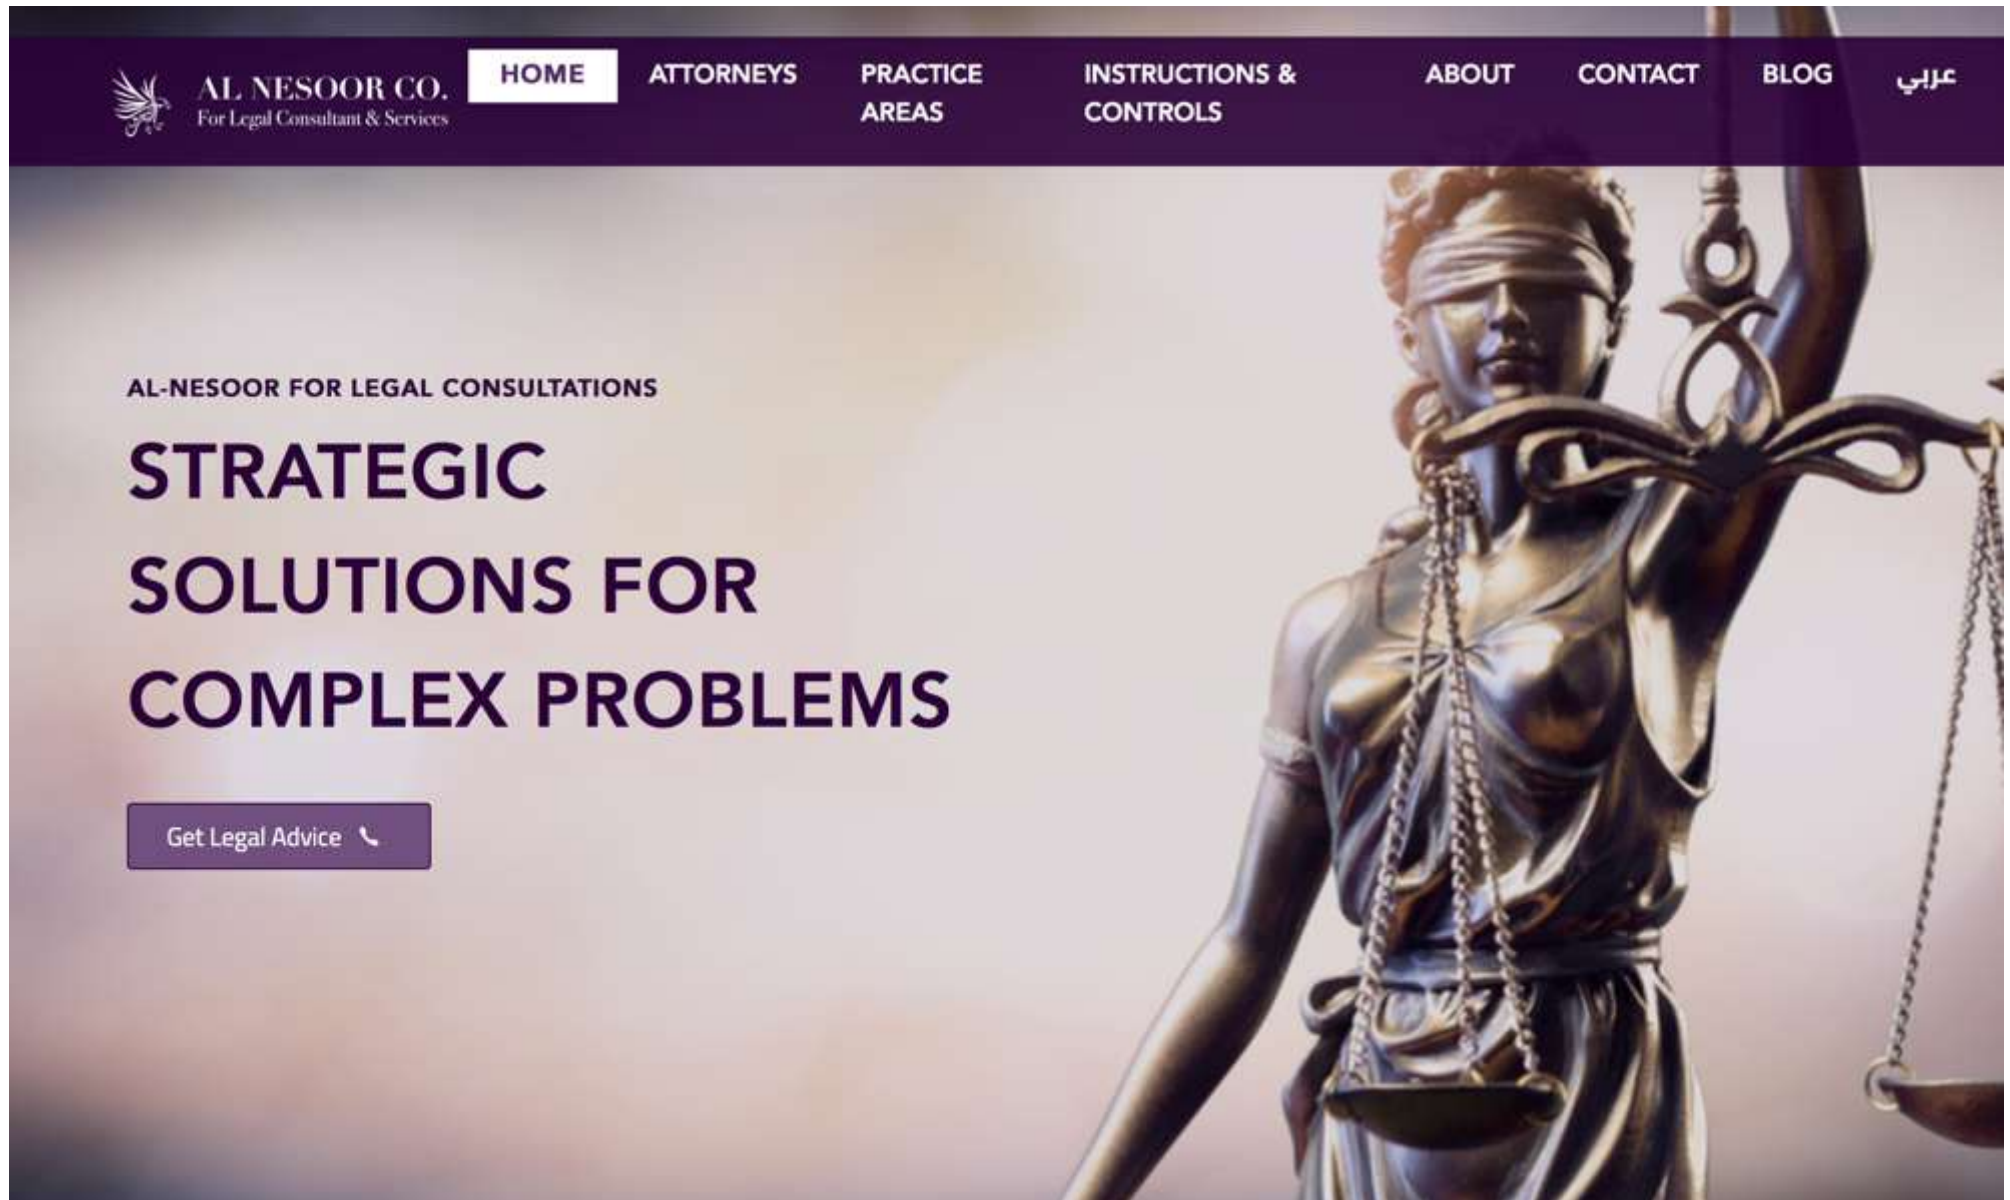 AL NESOOR CO.
For Legal Consultant & Services
HOME
ATTORNEYS
PRACTICE
AREAS
INSTRUCTIONS &
CONTROLS
ABOUT
CONTACT
BLOG
عربي
AL-NESOOR FOR LEGAL CONSULTATIONS
STRATEGIC
SOLUTIONS FOR
COMPLEX PROBLEMS
Get Legal Advice